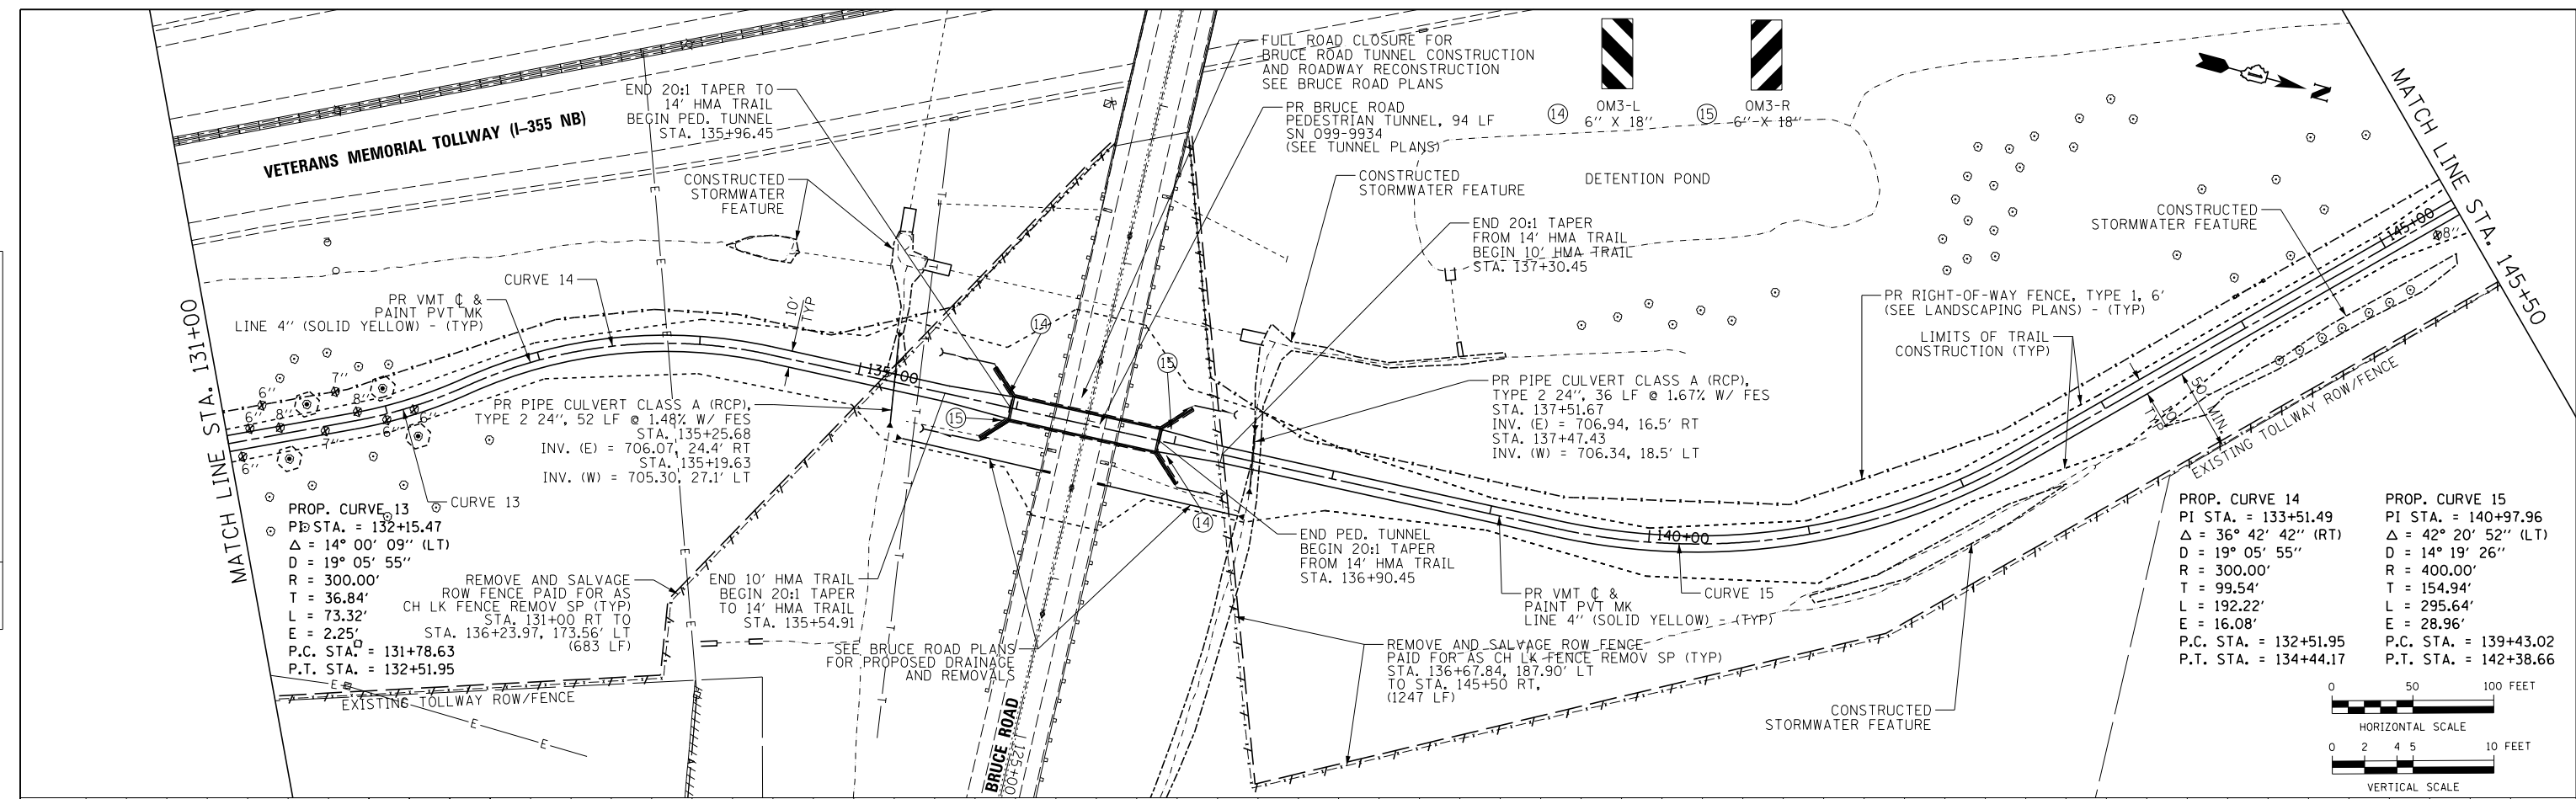 VETERANS MEMORIAL TOLLWAY (I-355 NB)
END 20:1 TAPER TO
14' HMA TRAIL
BEGIN PED. TUNNEL
STA. 135+96.45
CONSTRUCTED
STORMWATER
FEATURE
CURVE 14
PR VMT ℄ &
PAINT PVT MK
LINE 4" (SOLID YELLOW) - (TYP)
10'
TYP
FULL ROAD CLOSURE FOR
BRUCE ROAD TUNNEL CONSTRUCTION
AND ROADWAY RECONSTRUCTION
SEE BRUCE ROAD PLANS
PR BRUCE ROAD
PEDESTRIAN TUNNEL, 94 LF
SN 099-9934
(SEE TUNNEL PLANS)
14
OM3-L
6" X 18"
15
OM3-R
6" X 18"
N
CONSTRUCTED
STORMWATER FEATURE
DETENTION POND
END 20:1 TAPER
FROM 14' HMA TRAIL
BEGIN 10' HMA TRAIL
STA. 137+30.45
CONSTRUCTED
STORMWATER FEATURE
MATCH LINE STA. 145+50
145+00
8"
PR RIGHT-OF-WAY FENCE, TYPE 1, 6'
(SEE LANDSCAPING PLANS) - (TYP)
LIMITS OF TRAIL
CONSTRUCTION (TYP)
MATCH LINE STA. 131+00
6"
6"
8"
7"
8"
6"
6"
7"
6"
135+00
14
15
15
14
PR PIPE CULVERT CLASS A (RCP),
TYPE 2 24", 52 LF @ 1.48% W/ FES
STA. 135+25.68
INV. (E) = 706.07, 24.4' RT
STA. 135+19.63
INV. (W) = 705.30, 27.1' LT
PR PIPE CULVERT CLASS A (RCP),
TYPE 2 24", 36 LF @ 1.67% W/ FES
STA. 137+51.67
INV. (E) = 706.94, 16.5' RT
STA. 137+47.43
INV. (W) = 706.34, 18.5' LT
10'
TYP
50' MIN.
EXISTING TOLLWAY ROW/FENCE
CURVE 13
PROP. CURVE 13
PI STA. = 132+15.47
Δ = 14° 00' 09" (LT)
D = 19° 05' 55"
R = 300.00'
T = 36.84'
L = 73.32'
E = 2.25'
P.C. STA. = 131+78.63
P.T. STA. = 132+51.95
REMOVE AND SALVAGE
ROW FENCE PAID FOR AS
CH LK FENCE REMOV SP (TYP)
STA. 131+00 RT TO
STA. 136+23.97, 173.56' LT
(683 LF)
END 10' HMA TRAIL
BEGIN 20:1 TAPER
TO 14' HMA TRAIL
STA. 135+54.91
SEE BRUCE ROAD PLANS
FOR PROPOSED DRAINAGE
AND REMOVALS
EXISTING TOLLWAY ROW/FENCE
BRUCE ROAD
125+00
END PED. TUNNEL
BEGIN 20:1 TAPER
FROM 14' HMA TRAIL
STA. 136+90.45
140+00
PR VMT ℄ &
PAINT PVT MK
LINE 4" (SOLID YELLOW) - (TYP)
CURVE 15
REMOVE AND SALVAGE ROW FENCE
PAID FOR AS CH LK FENCE REMOV SP (TYP)
STA. 136+67.84, 187.90' LT
TO STA. 145+50 RT,
(1247 LF)
CONSTRUCTED
STORMWATER FEATURE
PROP. CURVE 14
PI STA. = 133+51.49
Δ = 36° 42' 42" (RT)
D = 19° 05' 55"
R = 300.00'
T = 99.54'
L = 192.22'
E = 16.08'
P.C. STA. = 132+51.95
P.T. STA. = 134+44.17
PROP. CURVE 15
PI STA. = 140+97.96
Δ = 42° 20' 52" (LT)
D = 14° 19' 26"
R = 400.00'
T = 154.94'
L = 295.64'
E = 28.96'
P.C. STA. = 139+43.02
P.T. STA. = 142+38.66
0 50 100 FEET
HORIZONTAL SCALE
0 2 4 5 10 FEET
VERTICAL SCALE